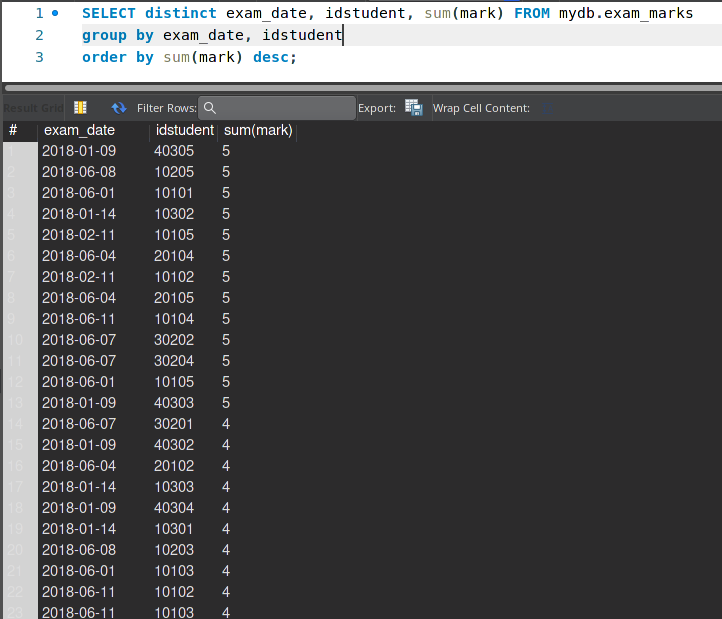 1 SELECT distinct exam_date, idstudent, sum(mark) FROM mydb.exam_marks
2 group by exam_date, idstudent
3 order by sum(mark) desc;
Result Grid Filter Rows: Export: Wrap Cell Content:
# exam_date idstudent sum(mark)
1 2018-01-09 40305 5
2 2018-06-08 10205 5
3 2018-06-01 10101 5
4 2018-01-14 10302 5
5 2018-02-11 10105 5
6 2018-06-04 20104 5
7 2018-02-11 10102 5
8 2018-06-04 20105 5
9 2018-06-11 10104 5
10 2018-06-07 30202 5
11 2018-06-07 30204 5
12 2018-06-01 10105 5
13 2018-01-09 40303 5
14 2018-06-07 30201 4
15 2018-01-09 40302 4
16 2018-06-04 20102 4
17 2018-01-14 10303 4
18 2018-01-09 40304 4
19 2018-01-14 10301 4
20 2018-06-08 10203 4
21 2018-06-01 10103 4
22 2018-06-11 10102 4
23 2018-06-11 10103 4